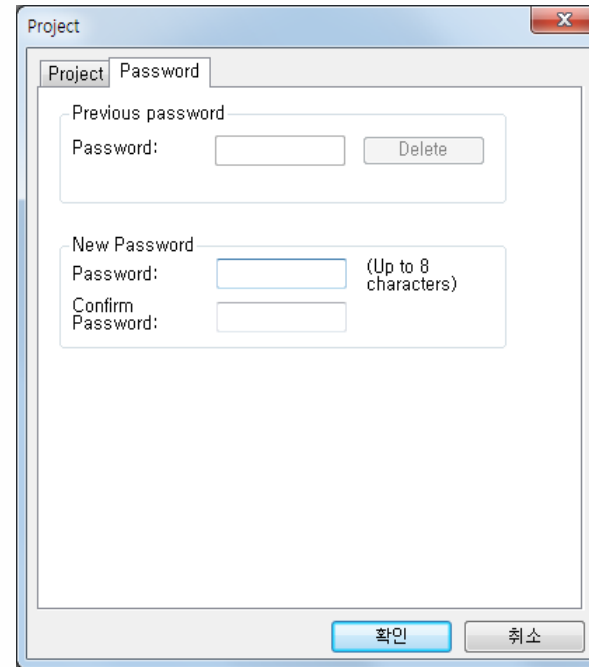 Project
Project Password
Previous password
Password: Delete
New Password
Password: (Up to 8
characters)
Confirm
Password:
확인 취소